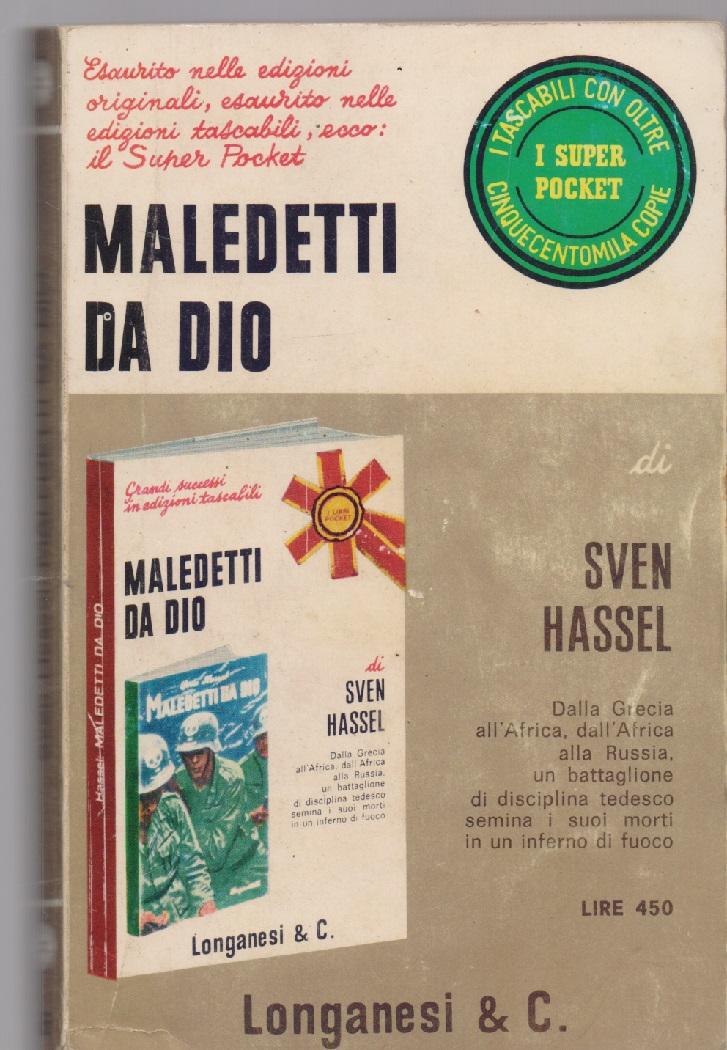 Esaurito nelle edizioni
originali, esaurito nelle
edizioni tascabili, ecco:
il Super Pocket
I TASCABILI CON OLTRE
I SUPER
POCKET
CINQUECENTOMILA COPIE
MALEDETTI
DA DIO
di
SVEN
HASSEL
Dalla Grecia
all'Africa, dall'Africa
alla Russia,
un battaglione
di disciplina tedesco
semina i suoi morti
in un inferno di fuoco
LIRE 450
Grandi successi
in edizioni tascabili
I LIBRI
POCKET
MALEDETTI
DA DIO
Hassel MALEDETTI DA DIO
MALEDETTI DA DIO
di
SVEN
HASSEL
Dalla Grecia
all'Africa, dall'Africa
alla Russia,
un battaglione
di disciplina tedesco
semina i suoi morti
in un inferno di fuoco
Longanesi & C.
Longanesi & C.